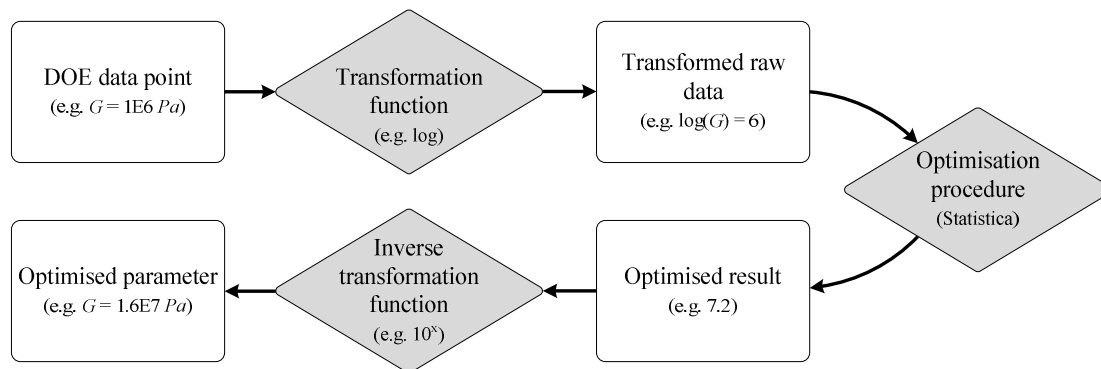 DOE data point
(e.g. G = 1E6 Pa)
Transformation
function
(e.g. log)
Transformed raw
data
(e.g. log(G) = 6)
Optimisation
procedure
(Statistica)
Optimised result
(e.g. 7.2)
Inverse
transformation
function
(e.g. 10ˣ)
Optimised parameter
(e.g. G = 1.6E7 Pa)